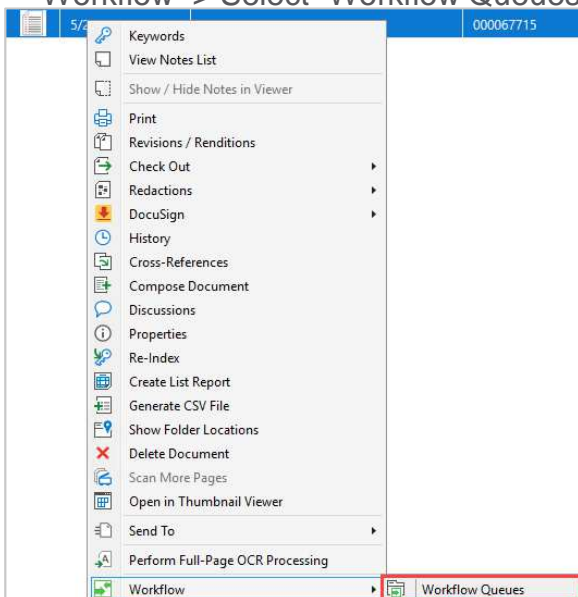 Workflow -> Select "Workflow Queues
5/2 000067715
Keywords
View Notes List
Show / Hide Notes in Viewer
Print
Revisions / Renditions
Check Out
Redactions
DocuSign
History
Cross-References
Compose Document
Discussions
Properties
Re-Index
Create List Report
Generate CSV File
Show Folder Locations
Delete Document
Scan More Pages
Open in Thumbnail Viewer
Send To
Perform Full-Page OCR Processing
Workflow Workflow Queues